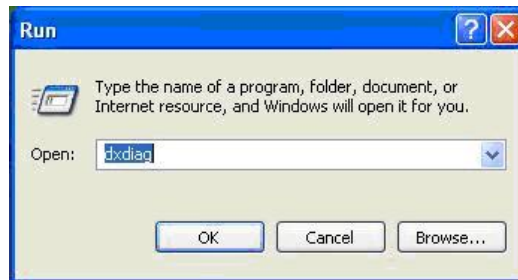 Run
Type the name of a program, folder, document, or
Internet resource, and Windows will open it for you.
Open: dxdiag
OK Cancel Browse...